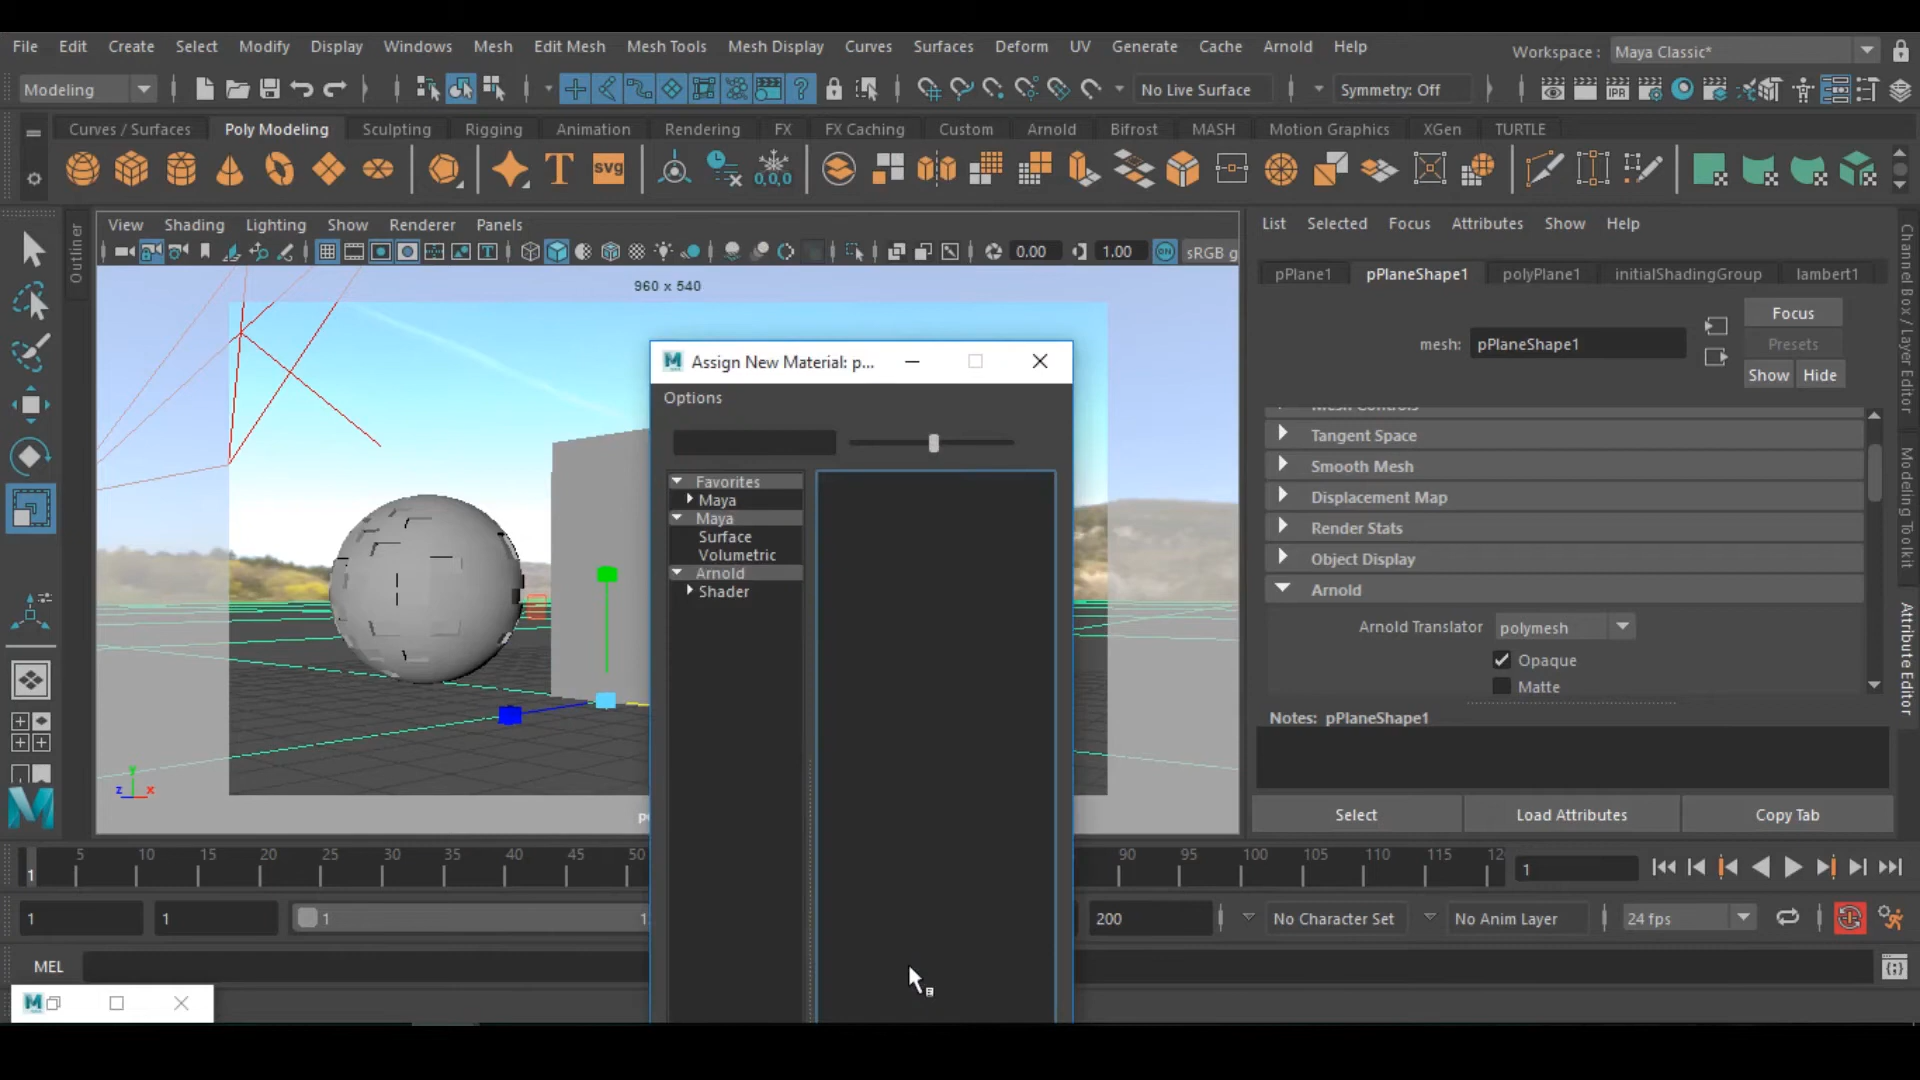 File Edit Create Select Modify Display Windows Mesh Edit Mesh Mesh Tools Mesh Display Curves Surfaces Deform UV Generate Cache Arnold Help
Workspace : Maya Classic*
Modeling
IPR
No Live Surface
Symmetry: Off
Curves / Surfaces Poly Modeling Sculpting Rigging Animation Rendering FX FX Caching Custom Arnold Bifrost MASH Motion Graphics XGen TURTLE
T
svg
0,0,0
View Shading Lighting Show Renderer Panels
0.00
1.00
ON
sRGB g
Outliner
960 x 540
Assign New Material: p...
Options
Favorites
Maya
Maya
Surface
Volumetric
Arnold
Shader
y
z
x
List Selected Focus Attributes Show Help
pPlane1 pPlaneShape1 polyPlane1 initialShadingGroup lambert1
mesh: pPlaneShape1
Focus
Presets
Show Hide
Mesh Controls
Tangent Space
Smooth Mesh
Displacement Map
Render Stats
Object Display
Arnold
Arnold Translator polymesh
Opaque
Matte
Notes: pPlaneShape1
Select Load Attributes Copy Tab
Channel Box / Layer Editor
Modeling Toolkit
Attribute Editor
1 5 10 15 20 25 30 35 40 45 50 90 95 100 105 110 115 12
1
1 1 1 200 No Character Set No Anim Layer 24 fps
MEL